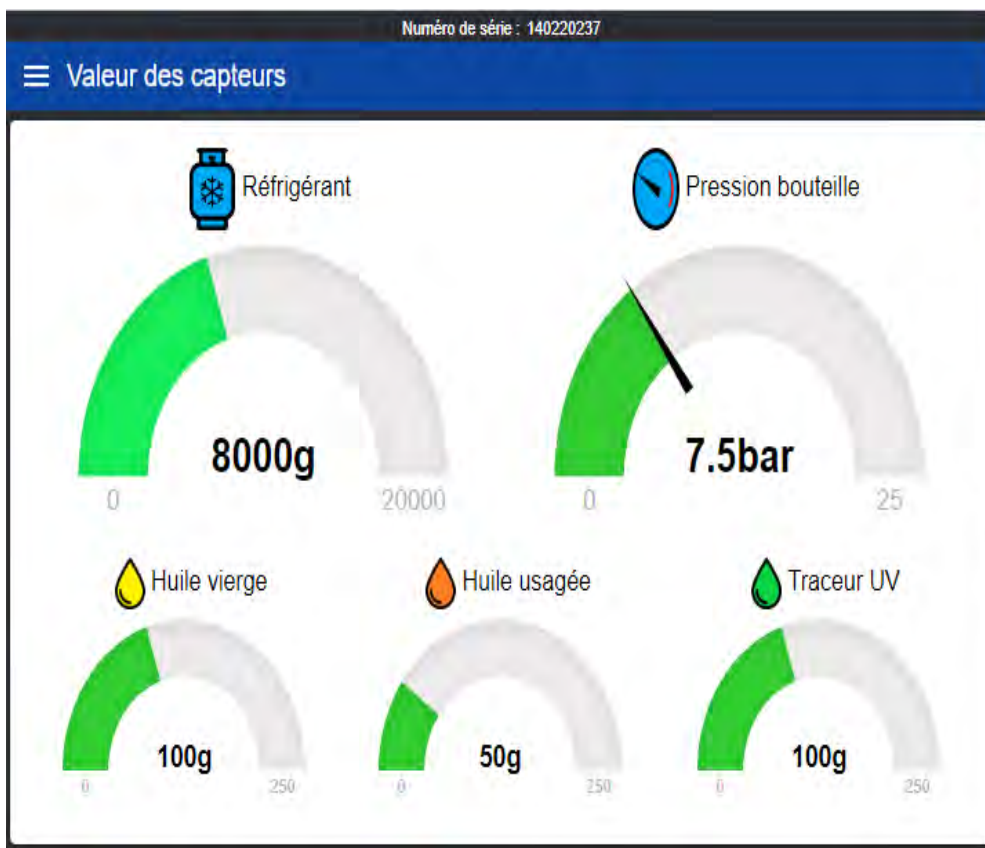 Numéro de série : 140220237
Valeur des capteurs
Réfrigérant
Pression bouteille
8000g
7.5bar
0
20000
0
25
Huile vierge
Huile usagée
Traceur UV
100g
50g
100g
0
250
0
250
0
250